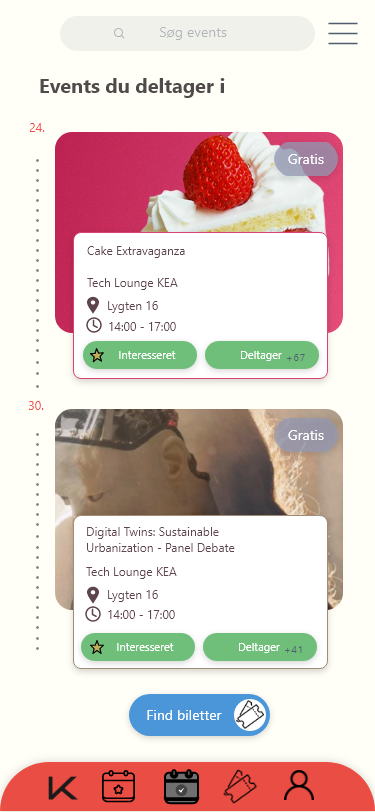 Søg events
Events du deltager i
24.
Gratis
Cake Extravaganza
Tech Lounge KEA
Lygten 16
14:00 - 17:00
Interesseret
Deltager +67
30.
Gratis
Digital Twins: Sustainable
Urbanization - Panel Debate
Tech Lounge KEA
Lygten 16
14:00 - 17:00
Interesseret
Deltager +41
Find biletter